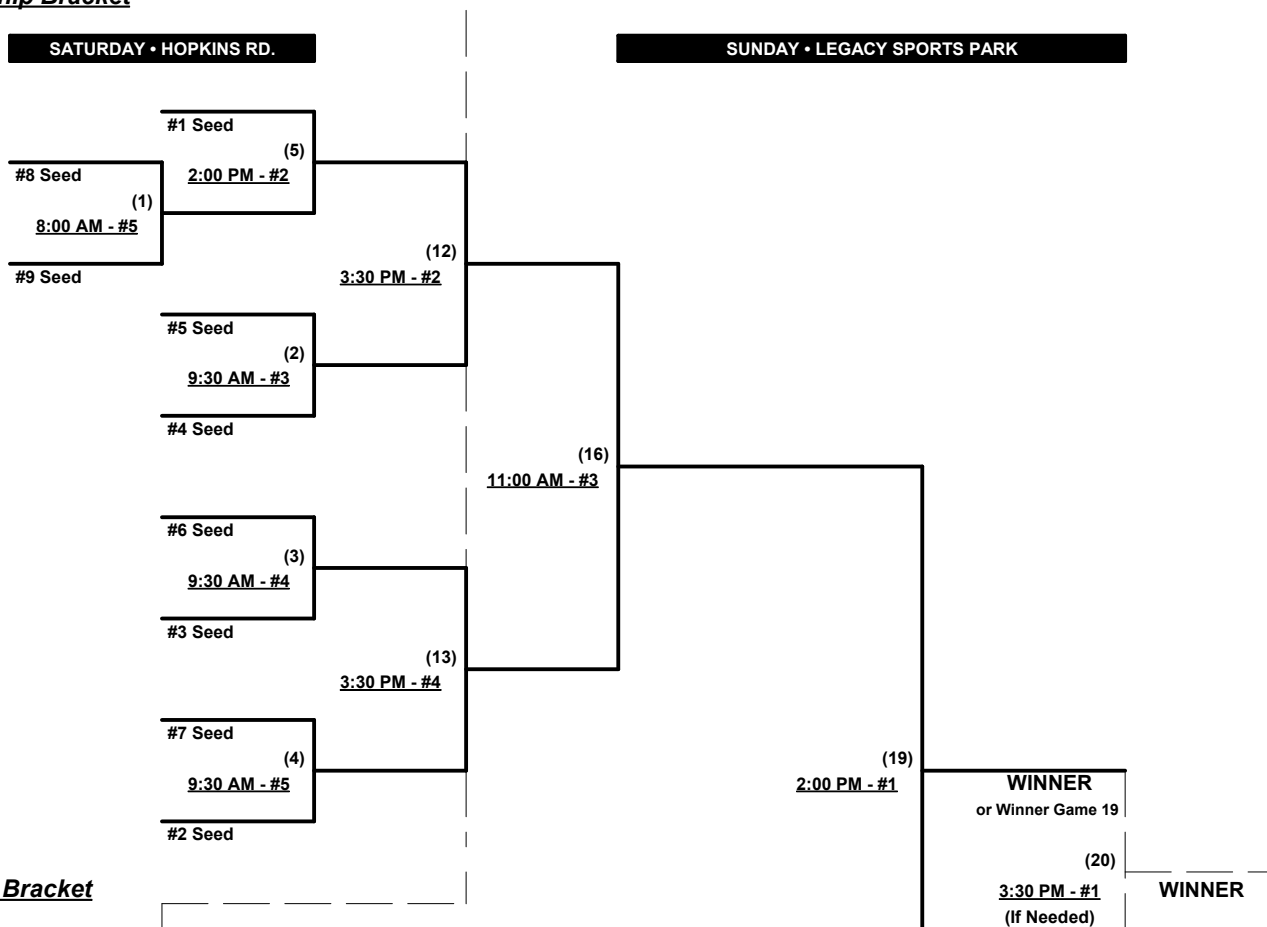 SATURDAY • HOPKINS RD.
SUNDAY • LEGACY SPORTS PARK
#1 Seed
(5)
2:00 PM - #2
#8 Seed
(1)
8:00 AM - #5
#9 Seed
(12)
3:30 PM - #2
#5 Seed
(2)
9:30 AM - #3
#4 Seed
(16)
11:00 AM - #3
#6 Seed
(3)
9:30 AM - #4
#3 Seed
(13)
3:30 PM - #4
#7 Seed
(4)
9:30 AM - #5
#2 Seed
(19)
2:00 PM - #1
WINNER
or Winner Game 19
(20)
3:30 PM - #1
(If Needed)
WINNER
Bracket